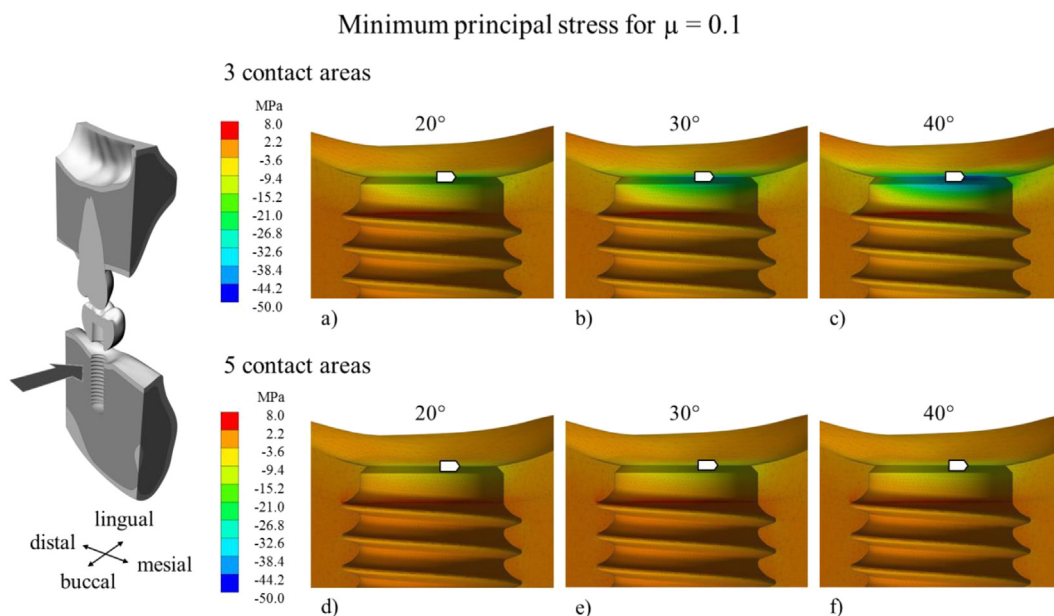 Minimum principal stress for µ = 0.1
3 contact areas
MPa
8.0
2.2
-3.6
-9.4
-15.2
-21.0
-26.8
-32.6
-38.4
-44.2
-50.0
20°
30°
40°
a)
b)
c)
5 contact areas
MPa
8.0
2.2
-3.6
-9.4
-15.2
-21.0
-26.8
-32.6
-38.4
-44.2
-50.0
20°
30°
40°
d)
e)
f)
lingual
distal
mesial
buccal